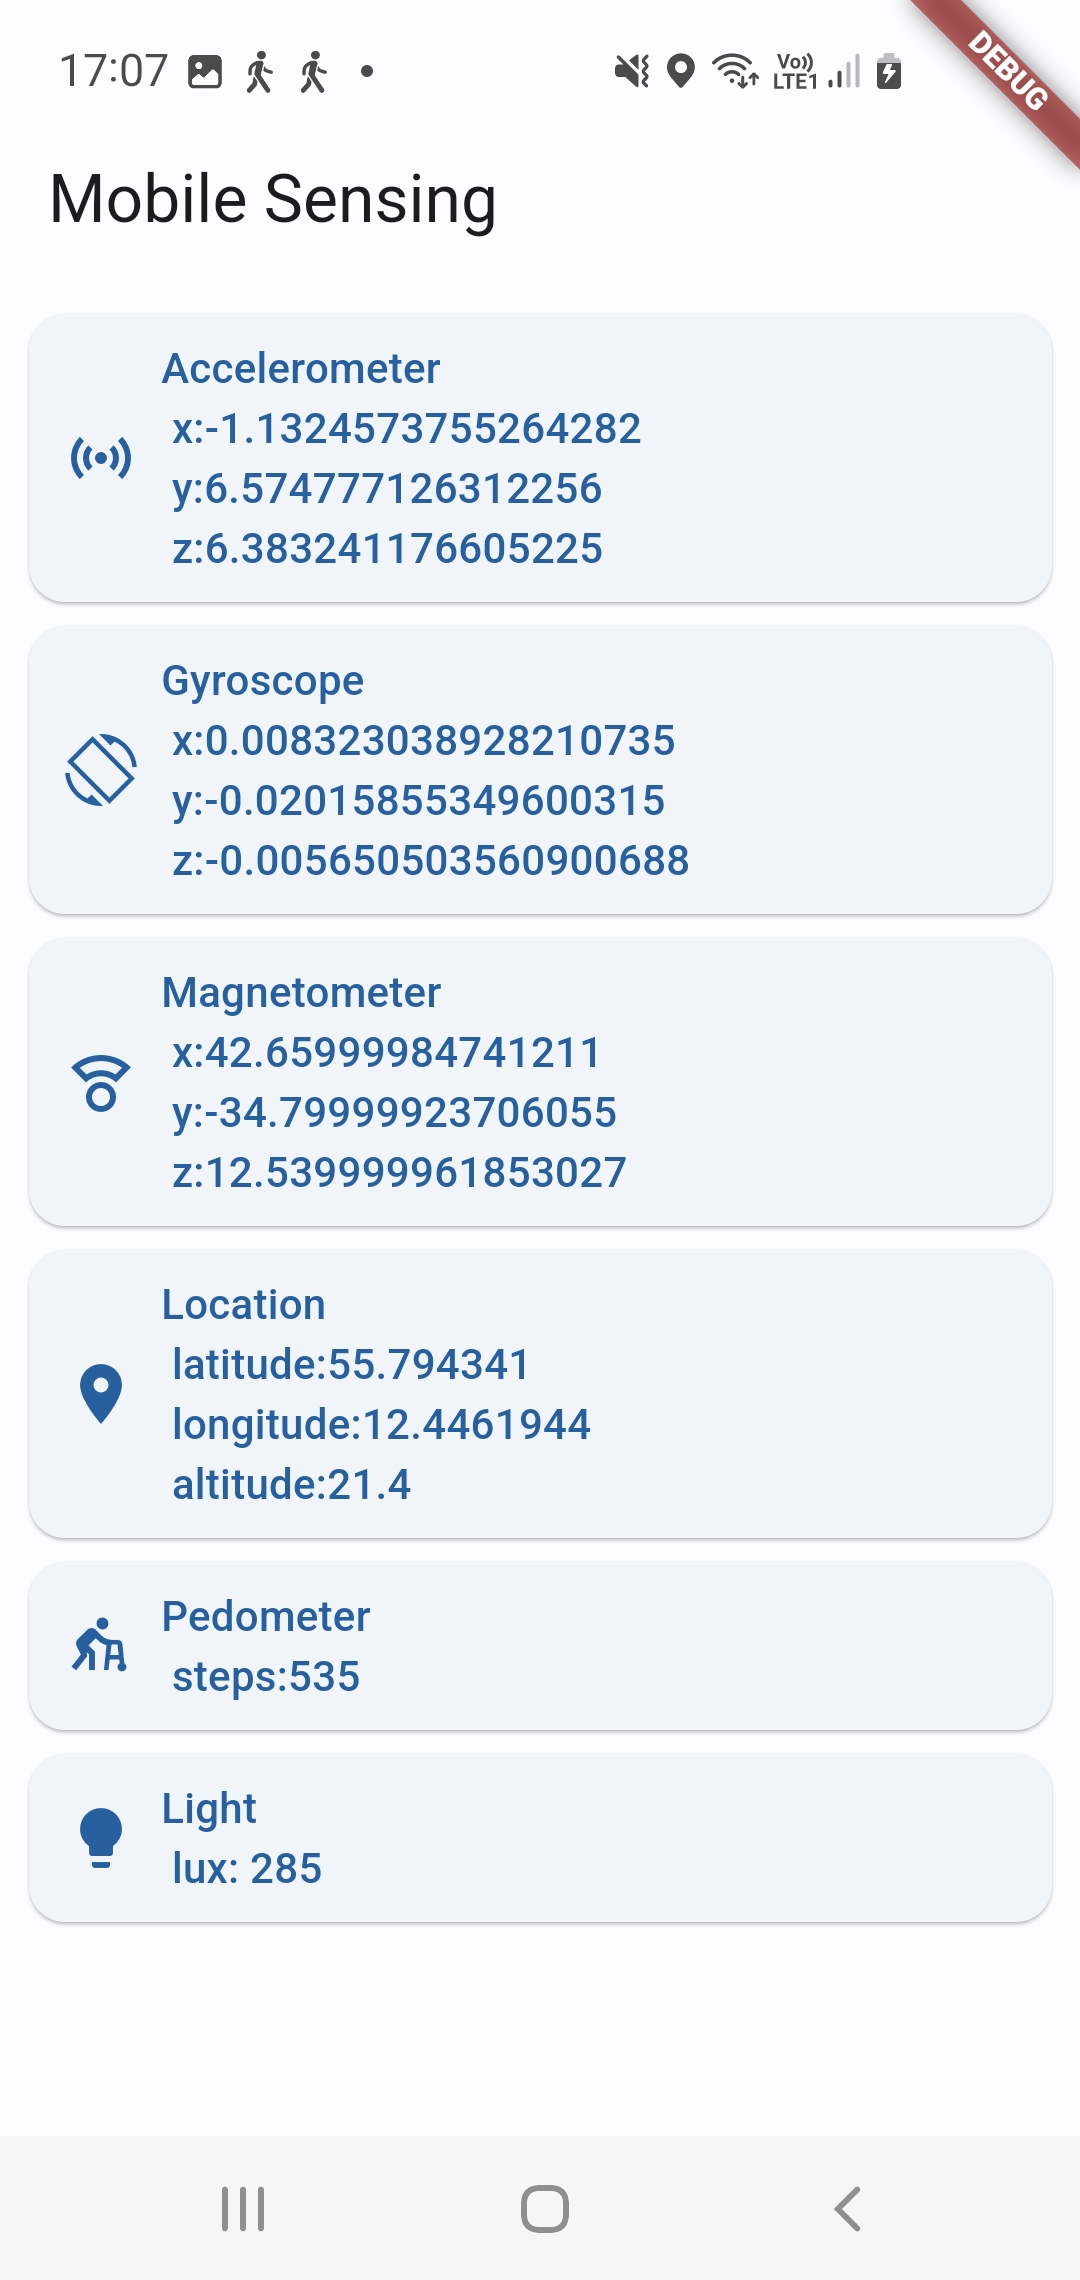 17:07
Vo))
LTE1
DEBUG
Mobile Sensing
Accelerometer
x:-1.1324573755264282
y:6.574777126312256
z:6.383241176605225
Gyroscope
x:0.008323038928210735
y:-0.02015855349600315
z:-0.005650503560900688
Magnetometer
x:42.65999984741211
y:-34.79999923706055
z:12.539999961853027
Location
latitude:55.794341
longitude:12.4461944
altitude:21.4
Pedometer
steps:535
Light
lux: 285